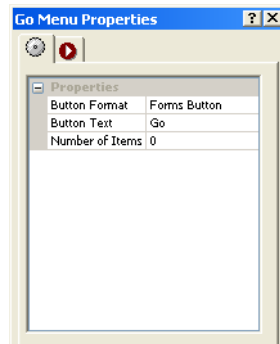 Go Menu Properties
Properties
Button Format Forms Button
Button Text Go
Number of Items 0